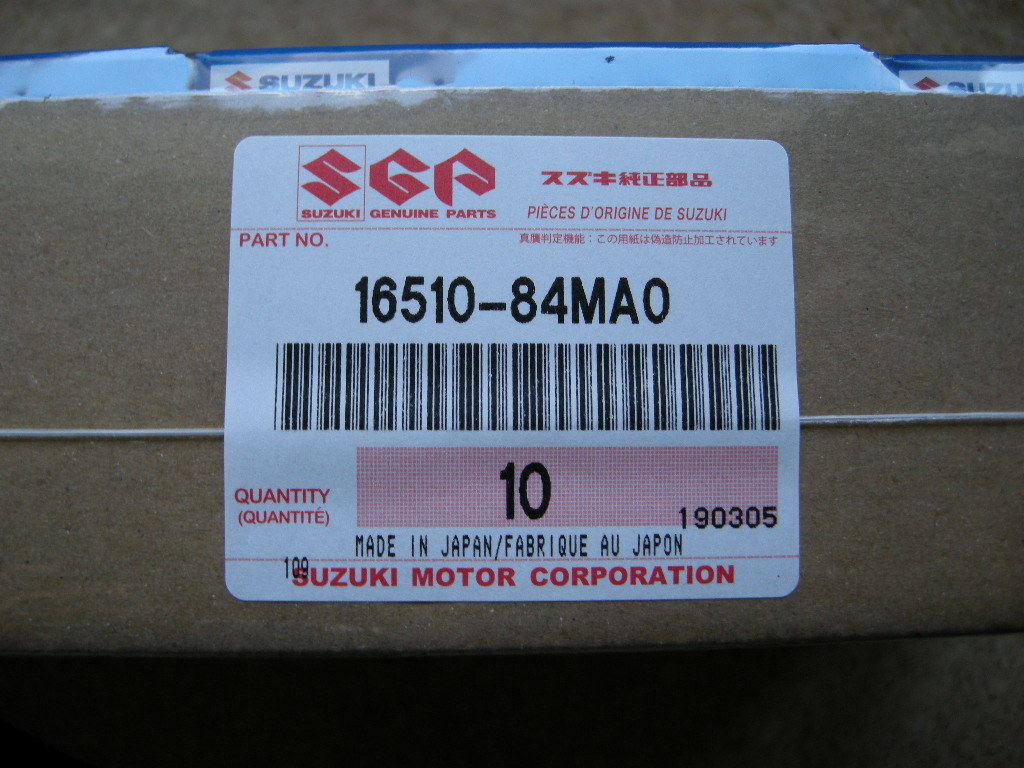 SUZUKI
SUZU
SGP
SUZUKI GENUINE PARTS
スズキ純正部品
PIÈCES D'ORIGINE DE SUZUKI
PART NO.
真贋判定機能：この用紙は偽造防止加工されています
16510-84MA0
10
QUANTITY
(QUANTITÉ)
190305
MADE IN JAPAN/FABRIQUE AU JAPON
109
SUZUKI MOTOR CORPORATION